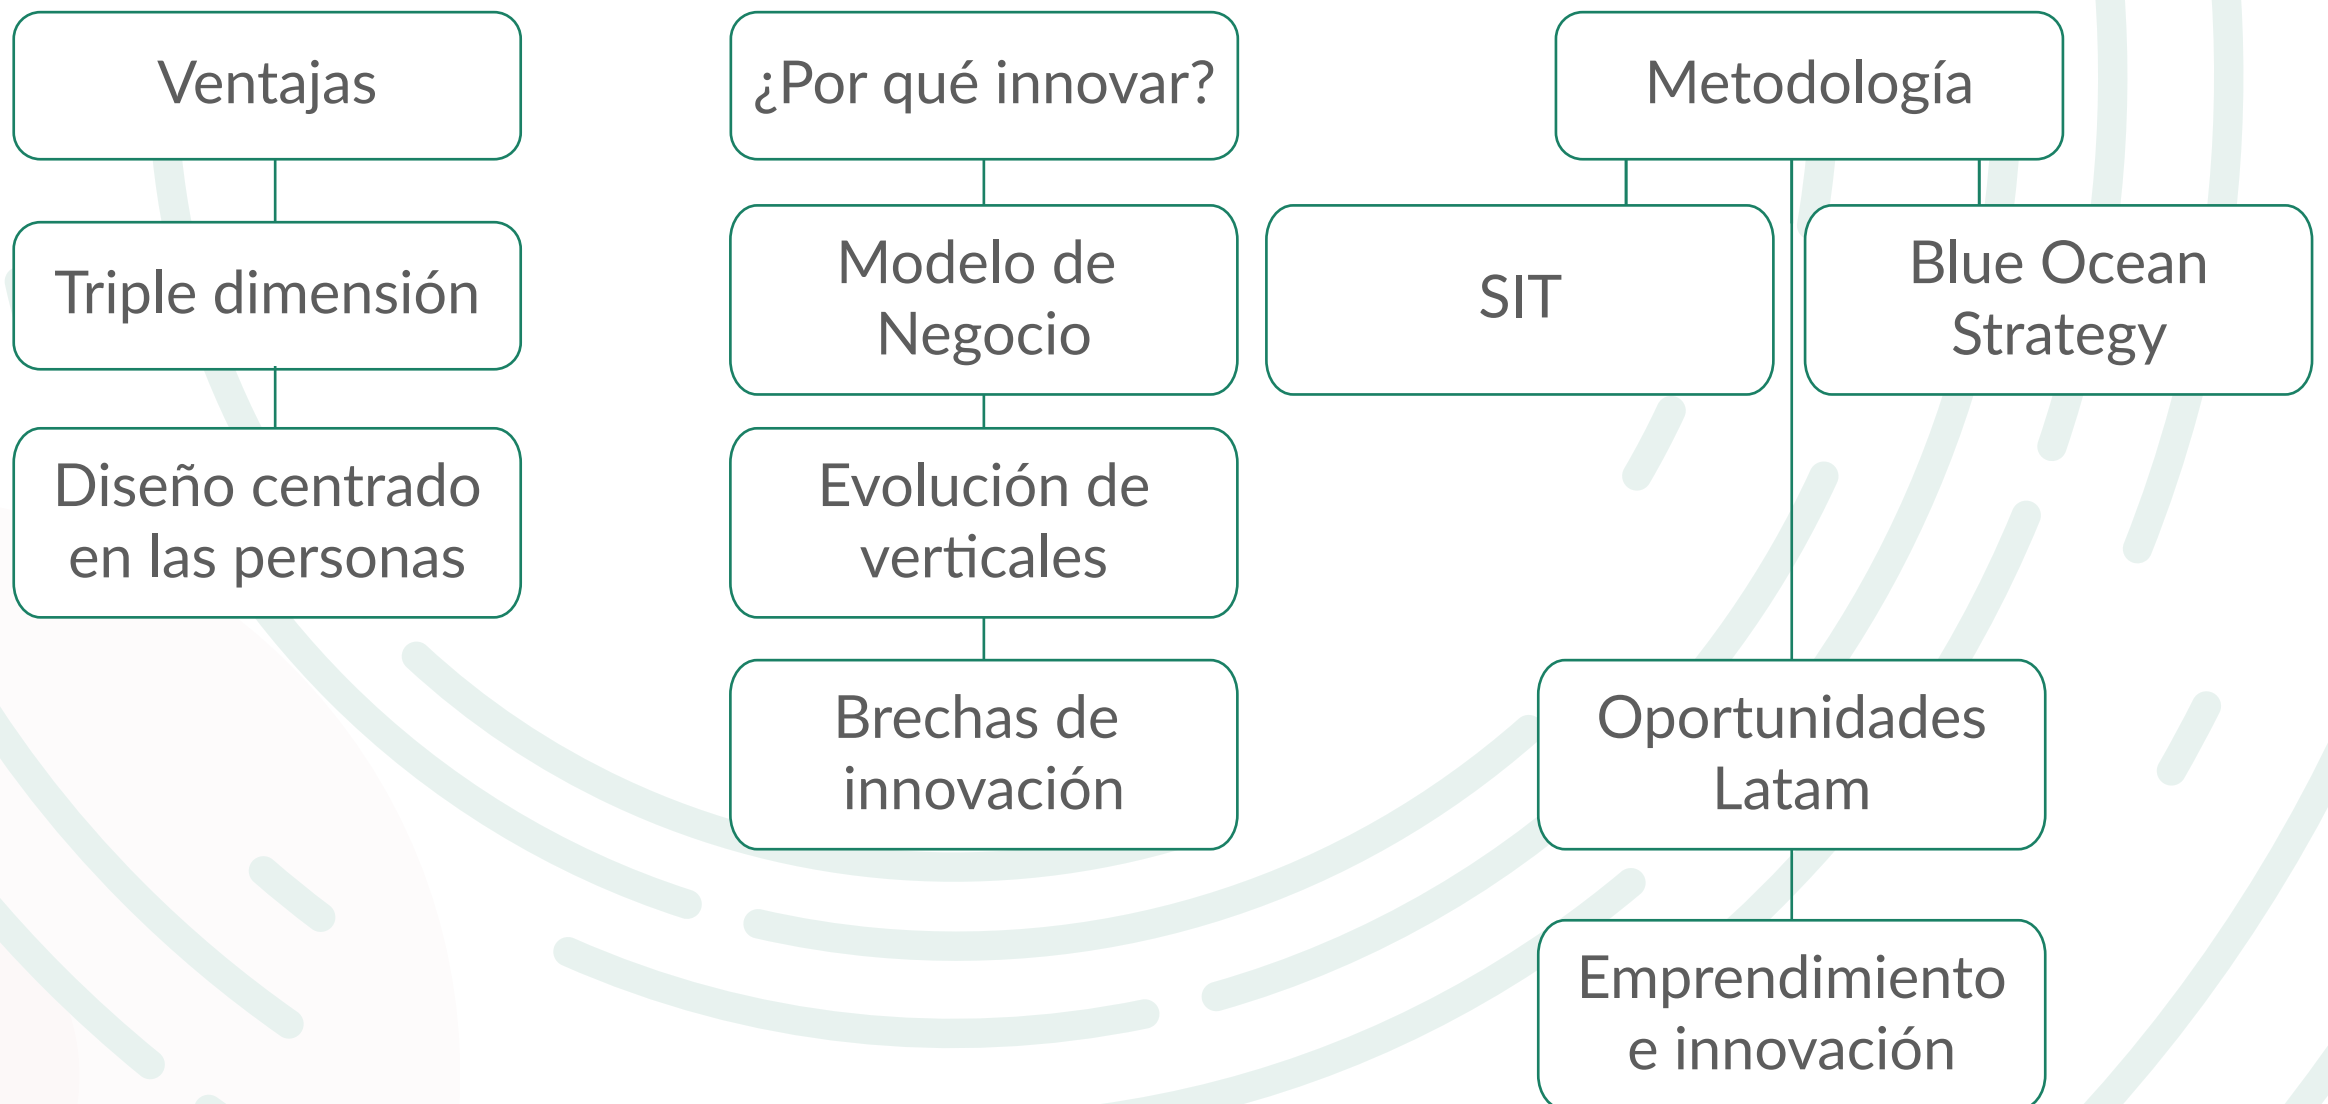 Ventajas
¿Por qué innovar?
Metodología
Triple dimensión
Modelo de
Negocio
SIT
Blue Ocean
Strategy
Diseño centrado
en las personas
Evolución de
verticales
Brechas de
innovación
Oportunidades
Latam
Emprendimiento
e innovación